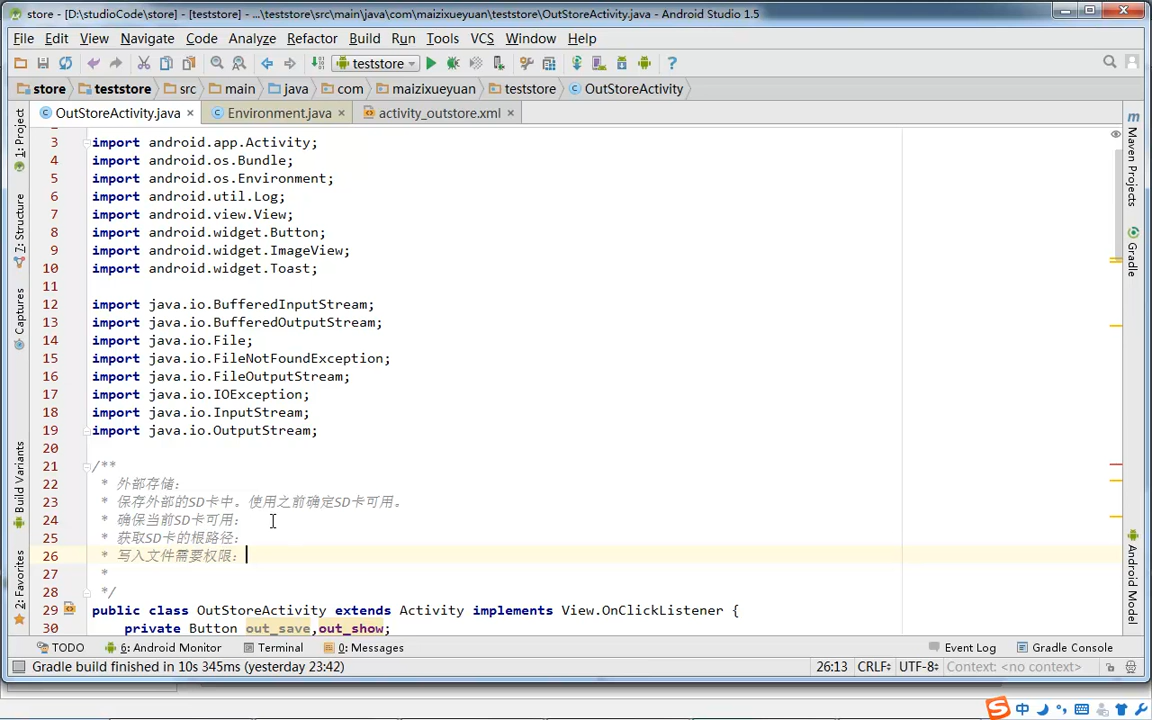 store - [D:\studioCode\store] - [teststore] - ...\teststore\src\main\java\com\maizixueyuan\teststore\OutStoreActivity.java - Android Studio 1.5
File Edit View Navigate Code Analyze Refactor Build Run Tools VCS Window Help
teststore
store teststore src main java com maizixueyuan teststore OutStoreActivity
OutStoreActivity.java Environment.java activity_outstore.xml
1: Project
7: Structure
Captures
Build Variants
2: Favorites
3 import android.app.Activity;
4 import android.os.Bundle;
5 import android.os.Environment;
6 import android.util.Log;
7 import android.view.View;
8 import android.widget.Button;
9 import android.widget.ImageView;
10 import android.widget.Toast;
11
12 import java.io.BufferedInputStream;
13 import java.io.BufferedOutputStream;
14 import java.io.File;
15 import java.io.FileNotFoundException;
16 import java.io.FileOutputStream;
17 import java.io.IOException;
18 import java.io.InputStream;
19 import java.io.OutputStream;
20
21 /**
22 * 外部存储:
23 * 保存外部的SD卡中。使用之前确定SD卡可用。
24 * 确保当前SD卡可用:
25 * 获取SD卡的根路径:
26 * 写入文件需要权限:
27 *
28 */
29 public class OutStoreActivity extends Activity implements View.OnClickListener {
30 private Button out_save,out_show;
m Maven Projects
Gradle
Android Model
TODO 6: Android Monitor Terminal 0: Messages Event Log Gradle Console
Gradle build finished in 10s 345ms (yesterday 23:42) 26:13 CRLF UTF-8 Context: <no context>
S 中